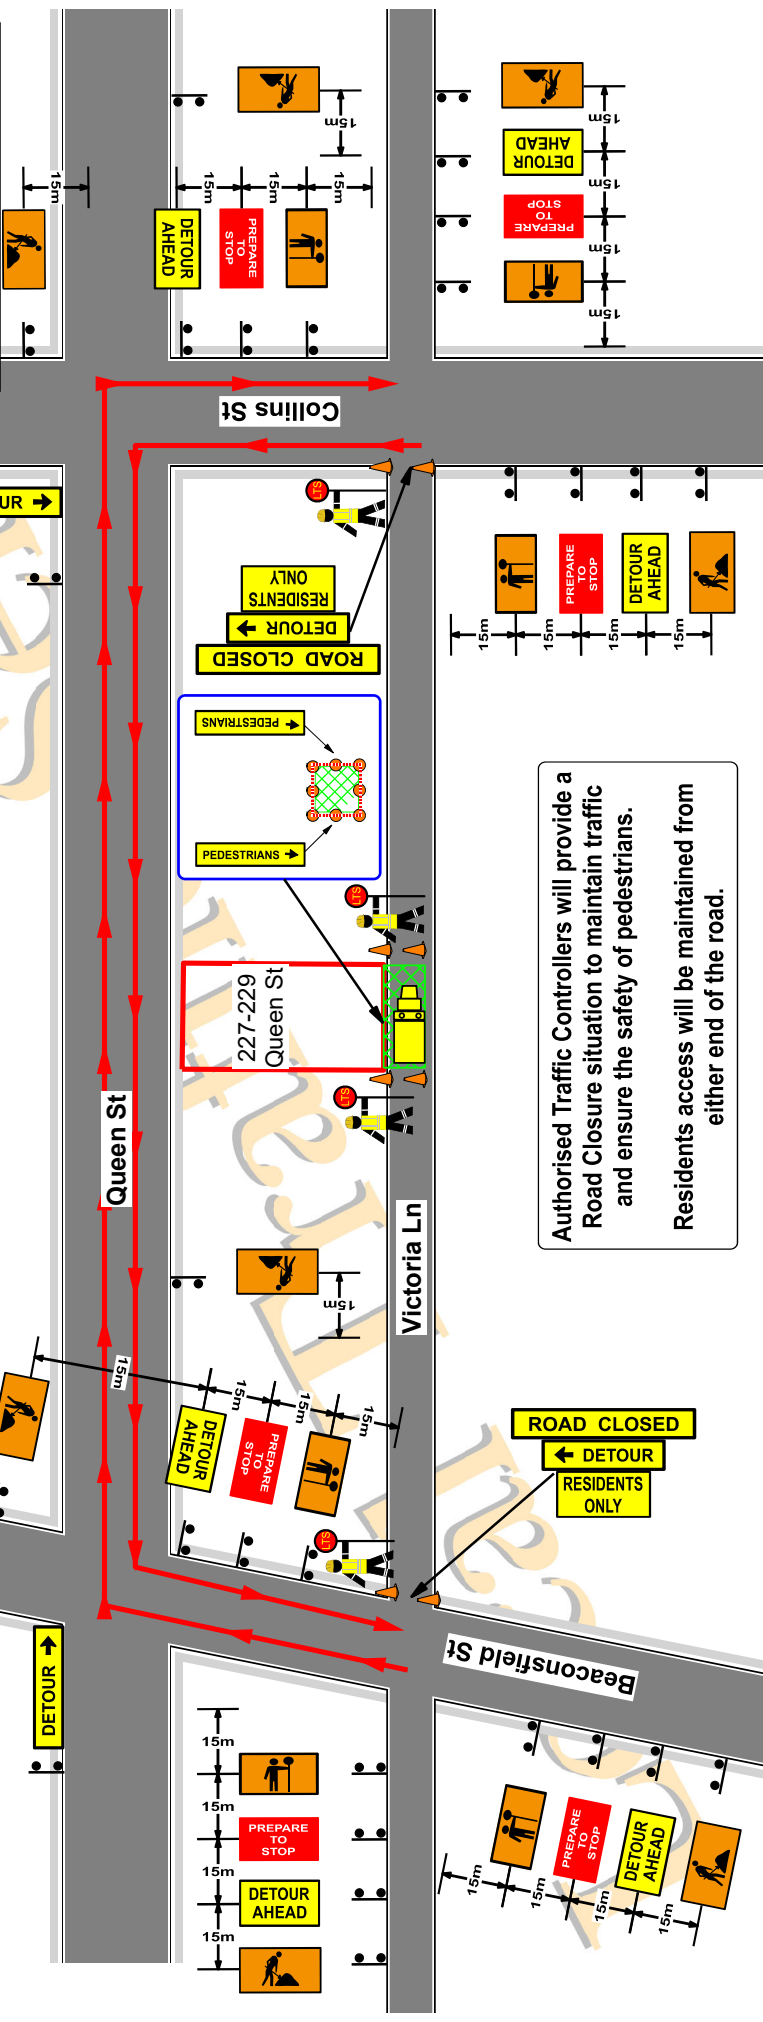 15m
15m
DETOUR
AHEAD
PREPARE
TO
STOP
15m
15m
15m
15m
15m
15m
15m
15m
DETOUR
AHEAD
PREPARE
TO
STOP
Collins St
UR
LTS
RESIDENTS
ONLY
DETOUR
ROAD CLOSED
PREPARE
TO
STOP
DETOUR
AHEAD
15m
15m
15m
15m
PEDESTRIANS
PEDESTRIANS
LTS
227-229
Queen St
LTS
Authorised Traffic Controllers will provide a
Road Closure situation to maintain traffic
and ensure the safety of pedestrians.
Residents access will be maintained from
either end of the road.
Queen St
Victoria Ln
15m
15m
15m
15m
15m
DETOUR
AHEAD
PREPARE
TO
STOP
LTS
ROAD CLOSED
DETOUR
RESIDENTS
ONLY
Beaconsfield St
DETOUR
15m
15m
15m
15m
PREPARE
TO
STOP
DETOUR
AHEAD
PREPARE
TO
STOP
DETOUR
AHEAD
15m
15m
15m
15m